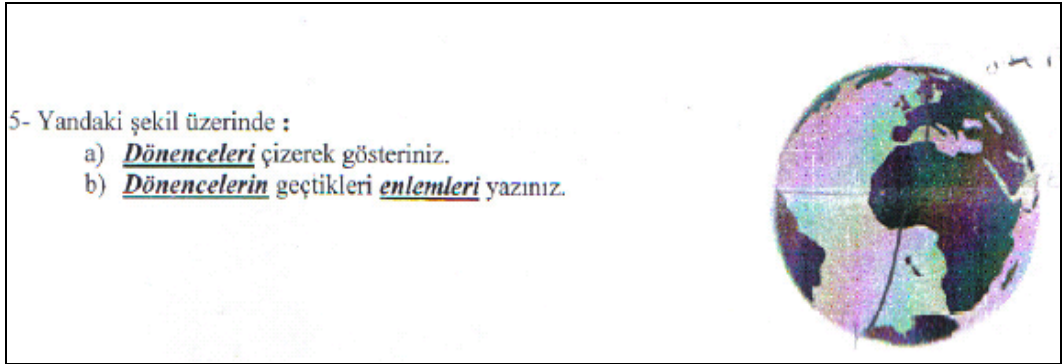 5- Yandaki şekil üzerinde :
a) Dönenceleri çizerek gösteriniz.
b) Dönencelerin geçtikleri enlemleri yazınız.